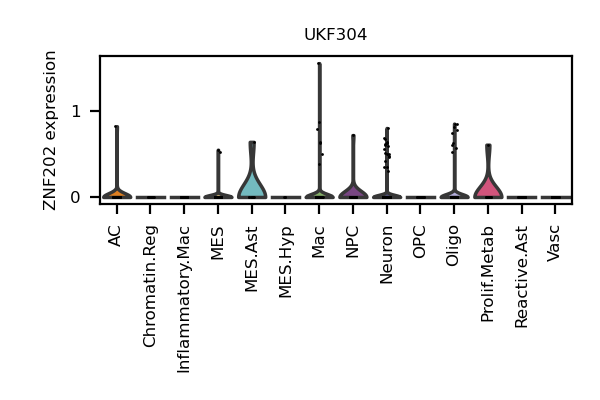 UKF304
ZNF202 expression
1
0
AC
Chromatin.Reg
Inflammatory.Mac
MES
MES.Ast
MES.Hyp
Mac
NPC
Neuron
OPC
Oligo
Prolif.Metab
Reactive.Ast
Vasc